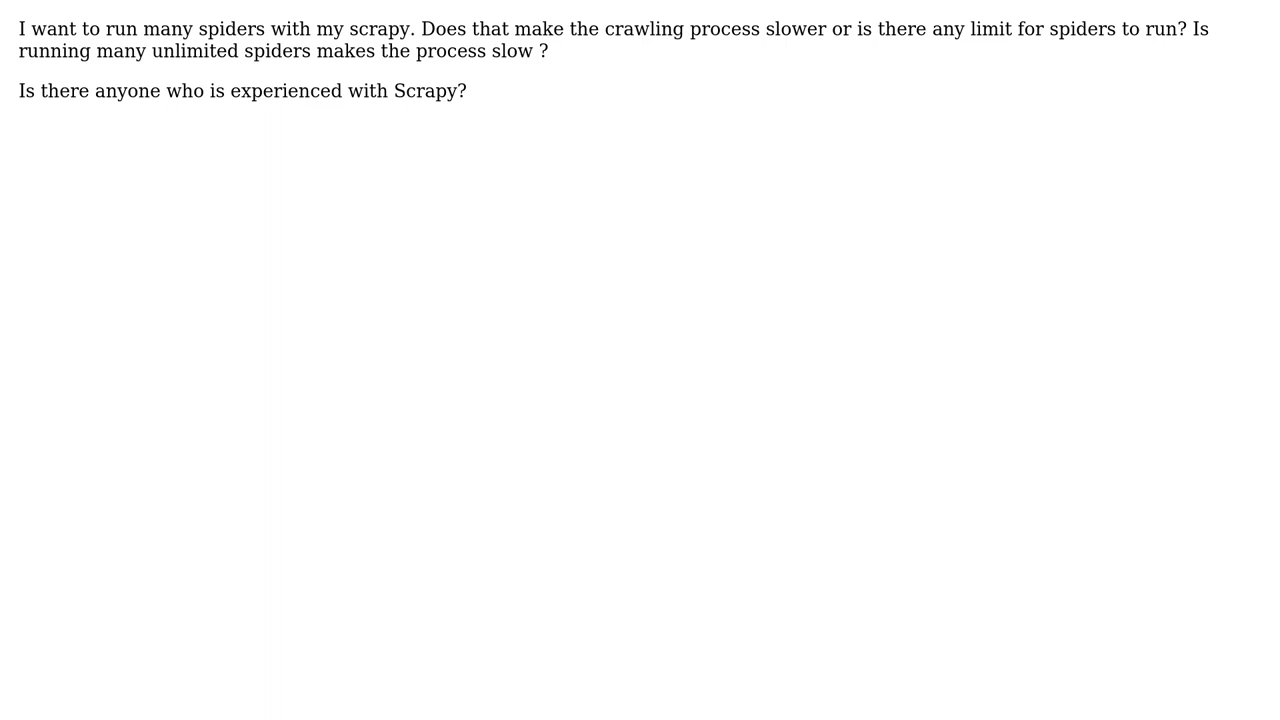 I want to run many spiders with my scrapy. Does that make the crawling process slower or is there any limit for spiders to run? Is
running many unlimited spiders makes the process slow ?
Is there anyone who is experienced with Scrapy?